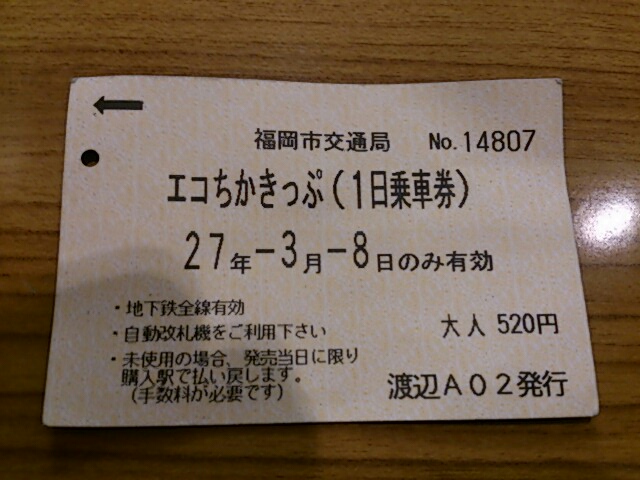 福岡市交通局 No.14807
エコちかきっぷ(1日乗車券)
27年-3月-8日のみ有効
・地下鉄全線有効
・自動改札機をご利用下さい
大人 520円
・未使用の場合、発売当日に限り
購入駅で払い戻します。
(手数料が必要です)
渡辺A02発行